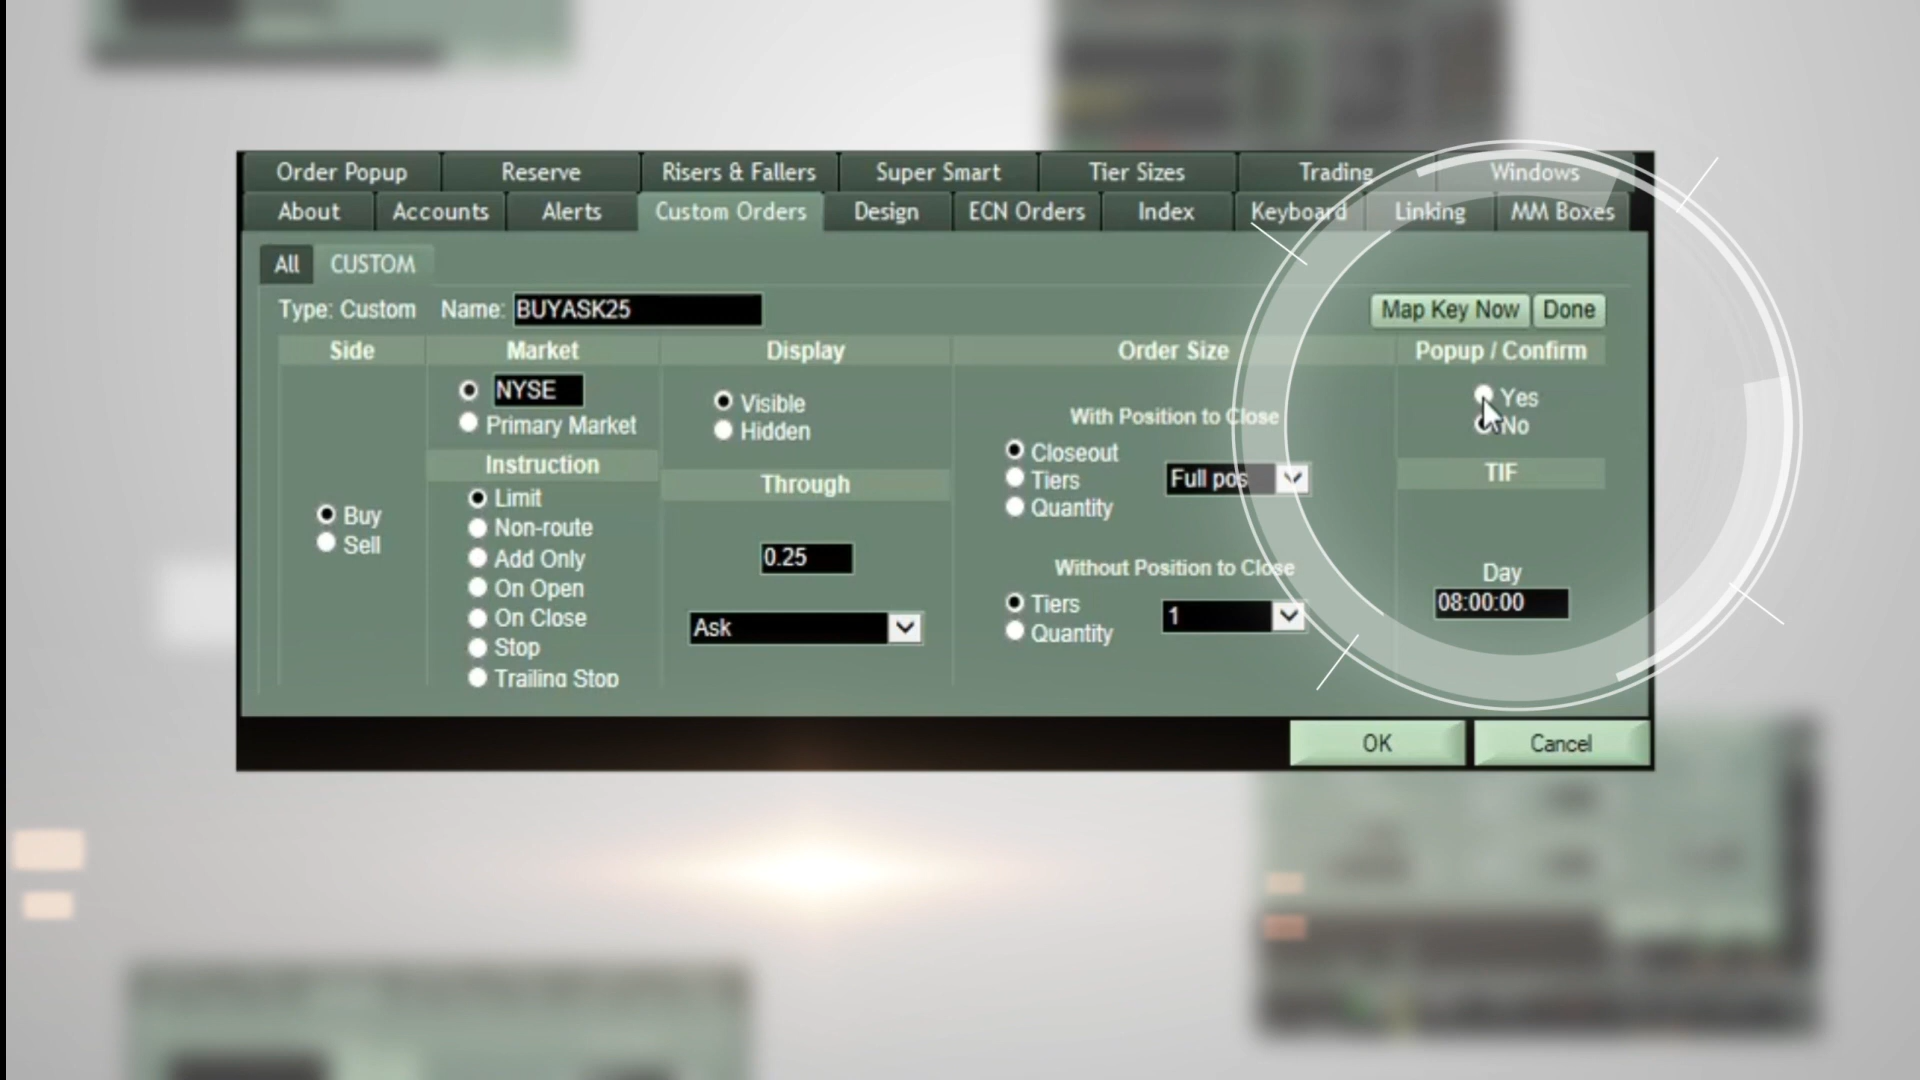 Order Popup Reserve Risers & Fallers Super Smart Tier Sizes Trading Windows
About Accounts Alerts Custom Orders Design ECN Orders Index Keyboard Linking MM Boxes
All CUSTOM
Type: Custom Name: BUYASK25 Map Key Now Done
Side Market Display Order Size Popup / Confirm
NYSE
Primary Market
Instruction
Limit
Non-route
Add Only
On Open
On Close
Stop
Trailing Stop
Buy
Sell
Visible
Hidden
Through
0.25
Ask
With Position to Close
Closeout
Tiers
Quantity
Full pos
Without Position to Close
Tiers
Quantity
1
Yes
No
TIF
Day
08:00:00
OK Cancel